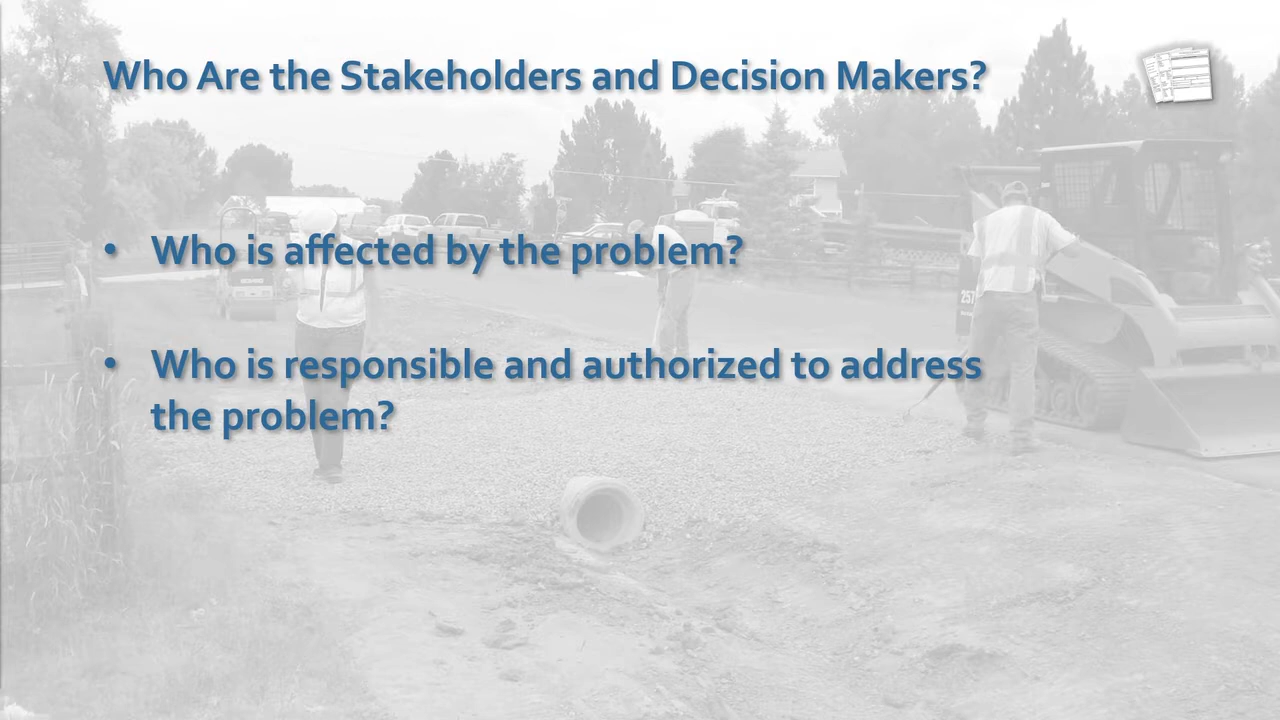 Who Are the Stakeholders and Decision Makers?
• Who is affected by the problem?
• Who is responsible and authorized to address
the problem?
257